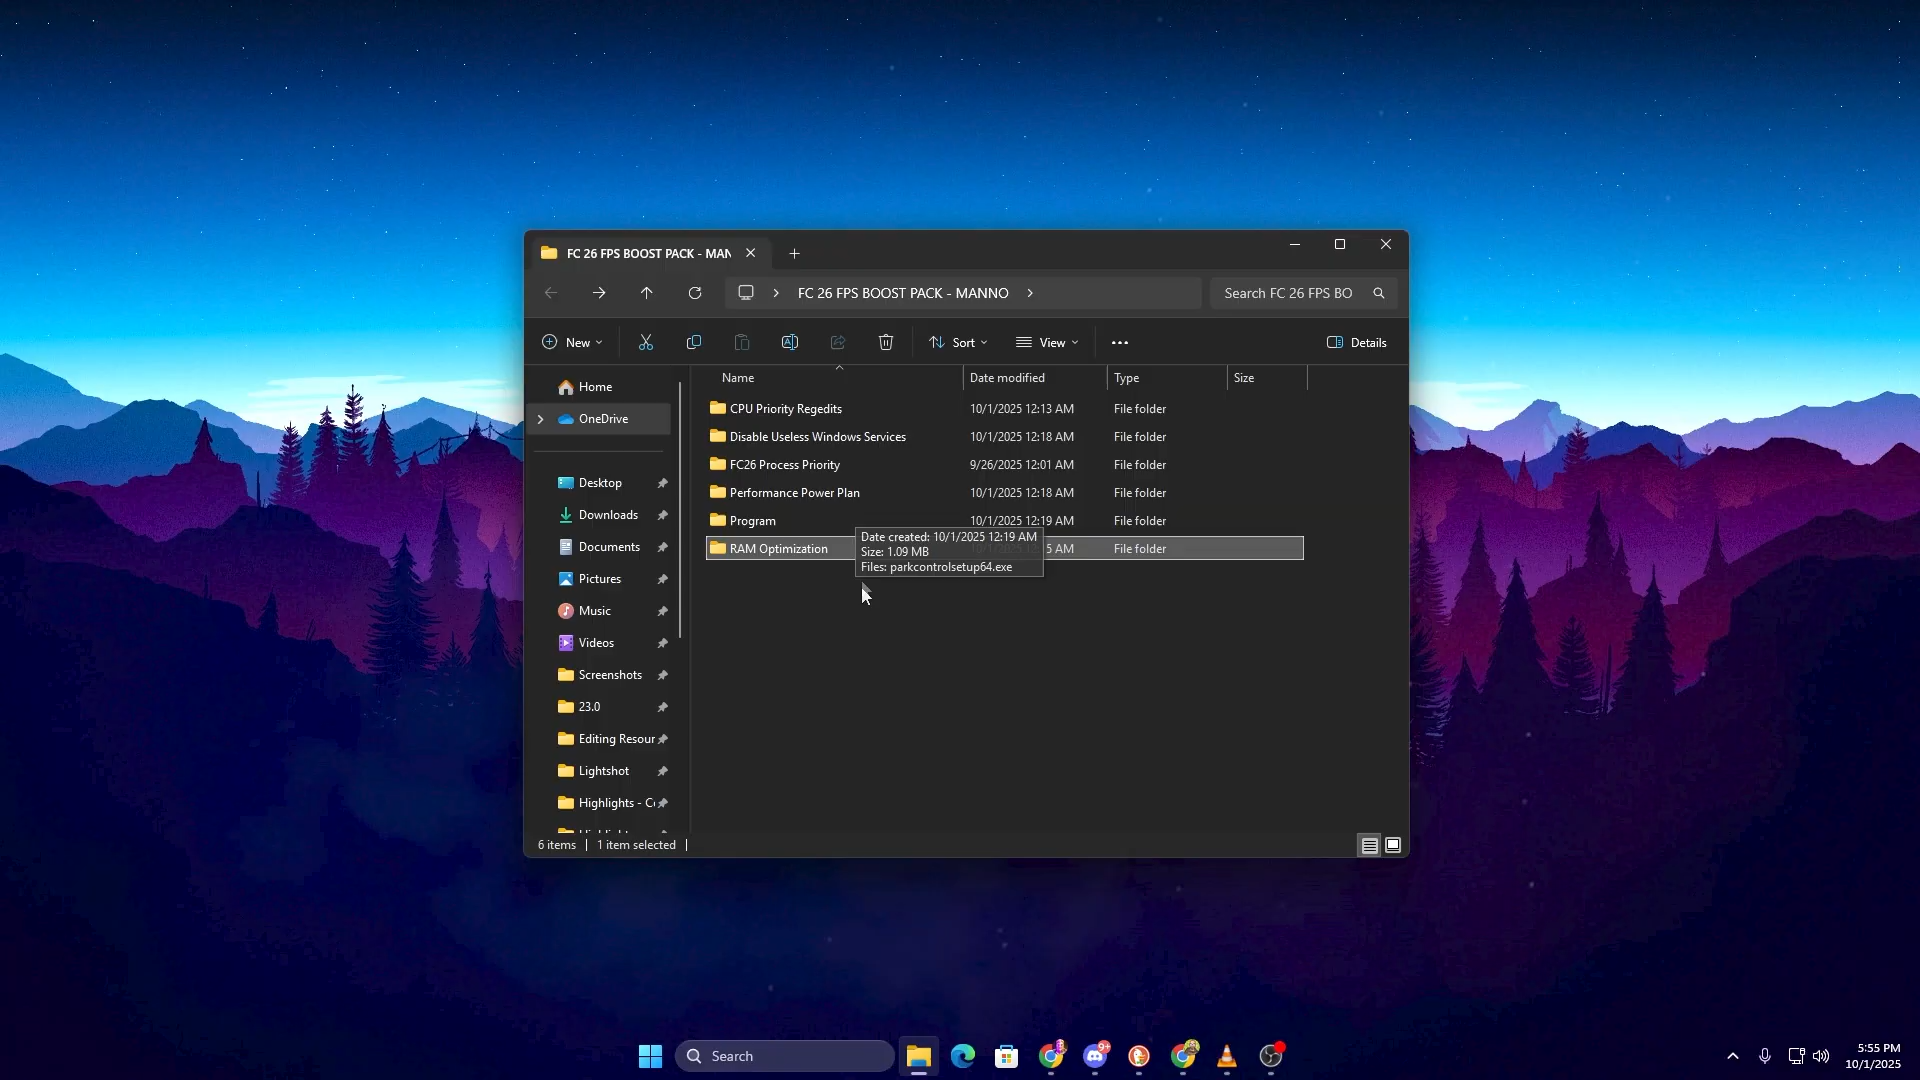 FC 26 FPS BOOST PACK - MAN
FC 26 FPS BOOST PACK - MANNO
Search FC 26 FPS BO
New
Sort
View
Details
Name
Date modified
Type
Size
Home
OneDrive
Desktop
Downloads
Documents
Pictures
Music
Videos
Screenshots
23.0
Editing Resour
Lightshot
Highlights - C
CPU Priority Regedits 10/1/2025 12:13 AM File folder
Disable Useless Windows Services 10/1/2025 12:18 AM File folder
FC26 Process Priority 9/26/2025 12:01 AM File folder
Performance Power Plan 10/1/2025 12:18 AM File folder
Program 10/1/2025 12:19 AM File folder
RAM Optimization 5 AM File folder
Date created: 10/1/2025 12:19 AM
Size: 1.09 MB
Files: parkcontrolsetup64.exe
6 items 1 item selected
Search
9+
5:55 PM
10/1/2025